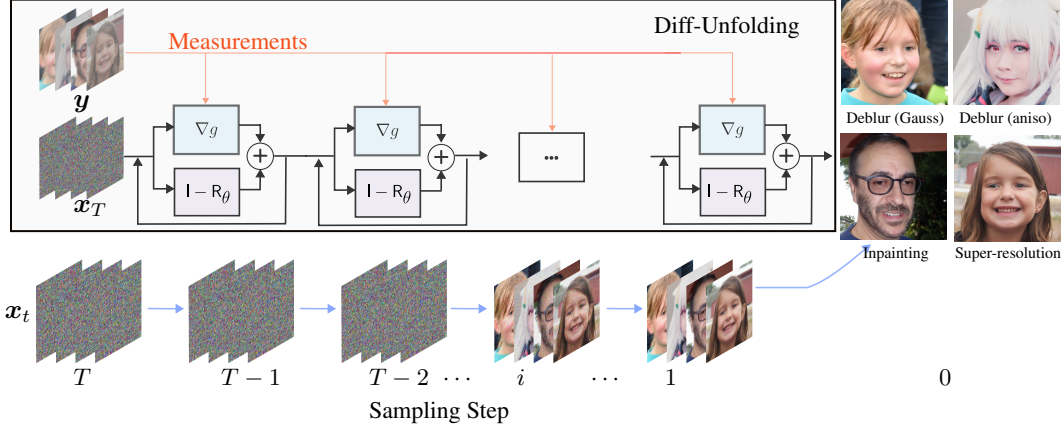 Diff-Unfolding
Measurements
y
x_T
∇g
∇g
...
∇g
+
+
+
I − R_θ
I − R_θ
I − R_θ
Deblur (Gauss)
Deblur (aniso)
Inpainting
Super-resolution
x_t
T
T − 1
T − 2
...
i
...
1
0
Sampling Step